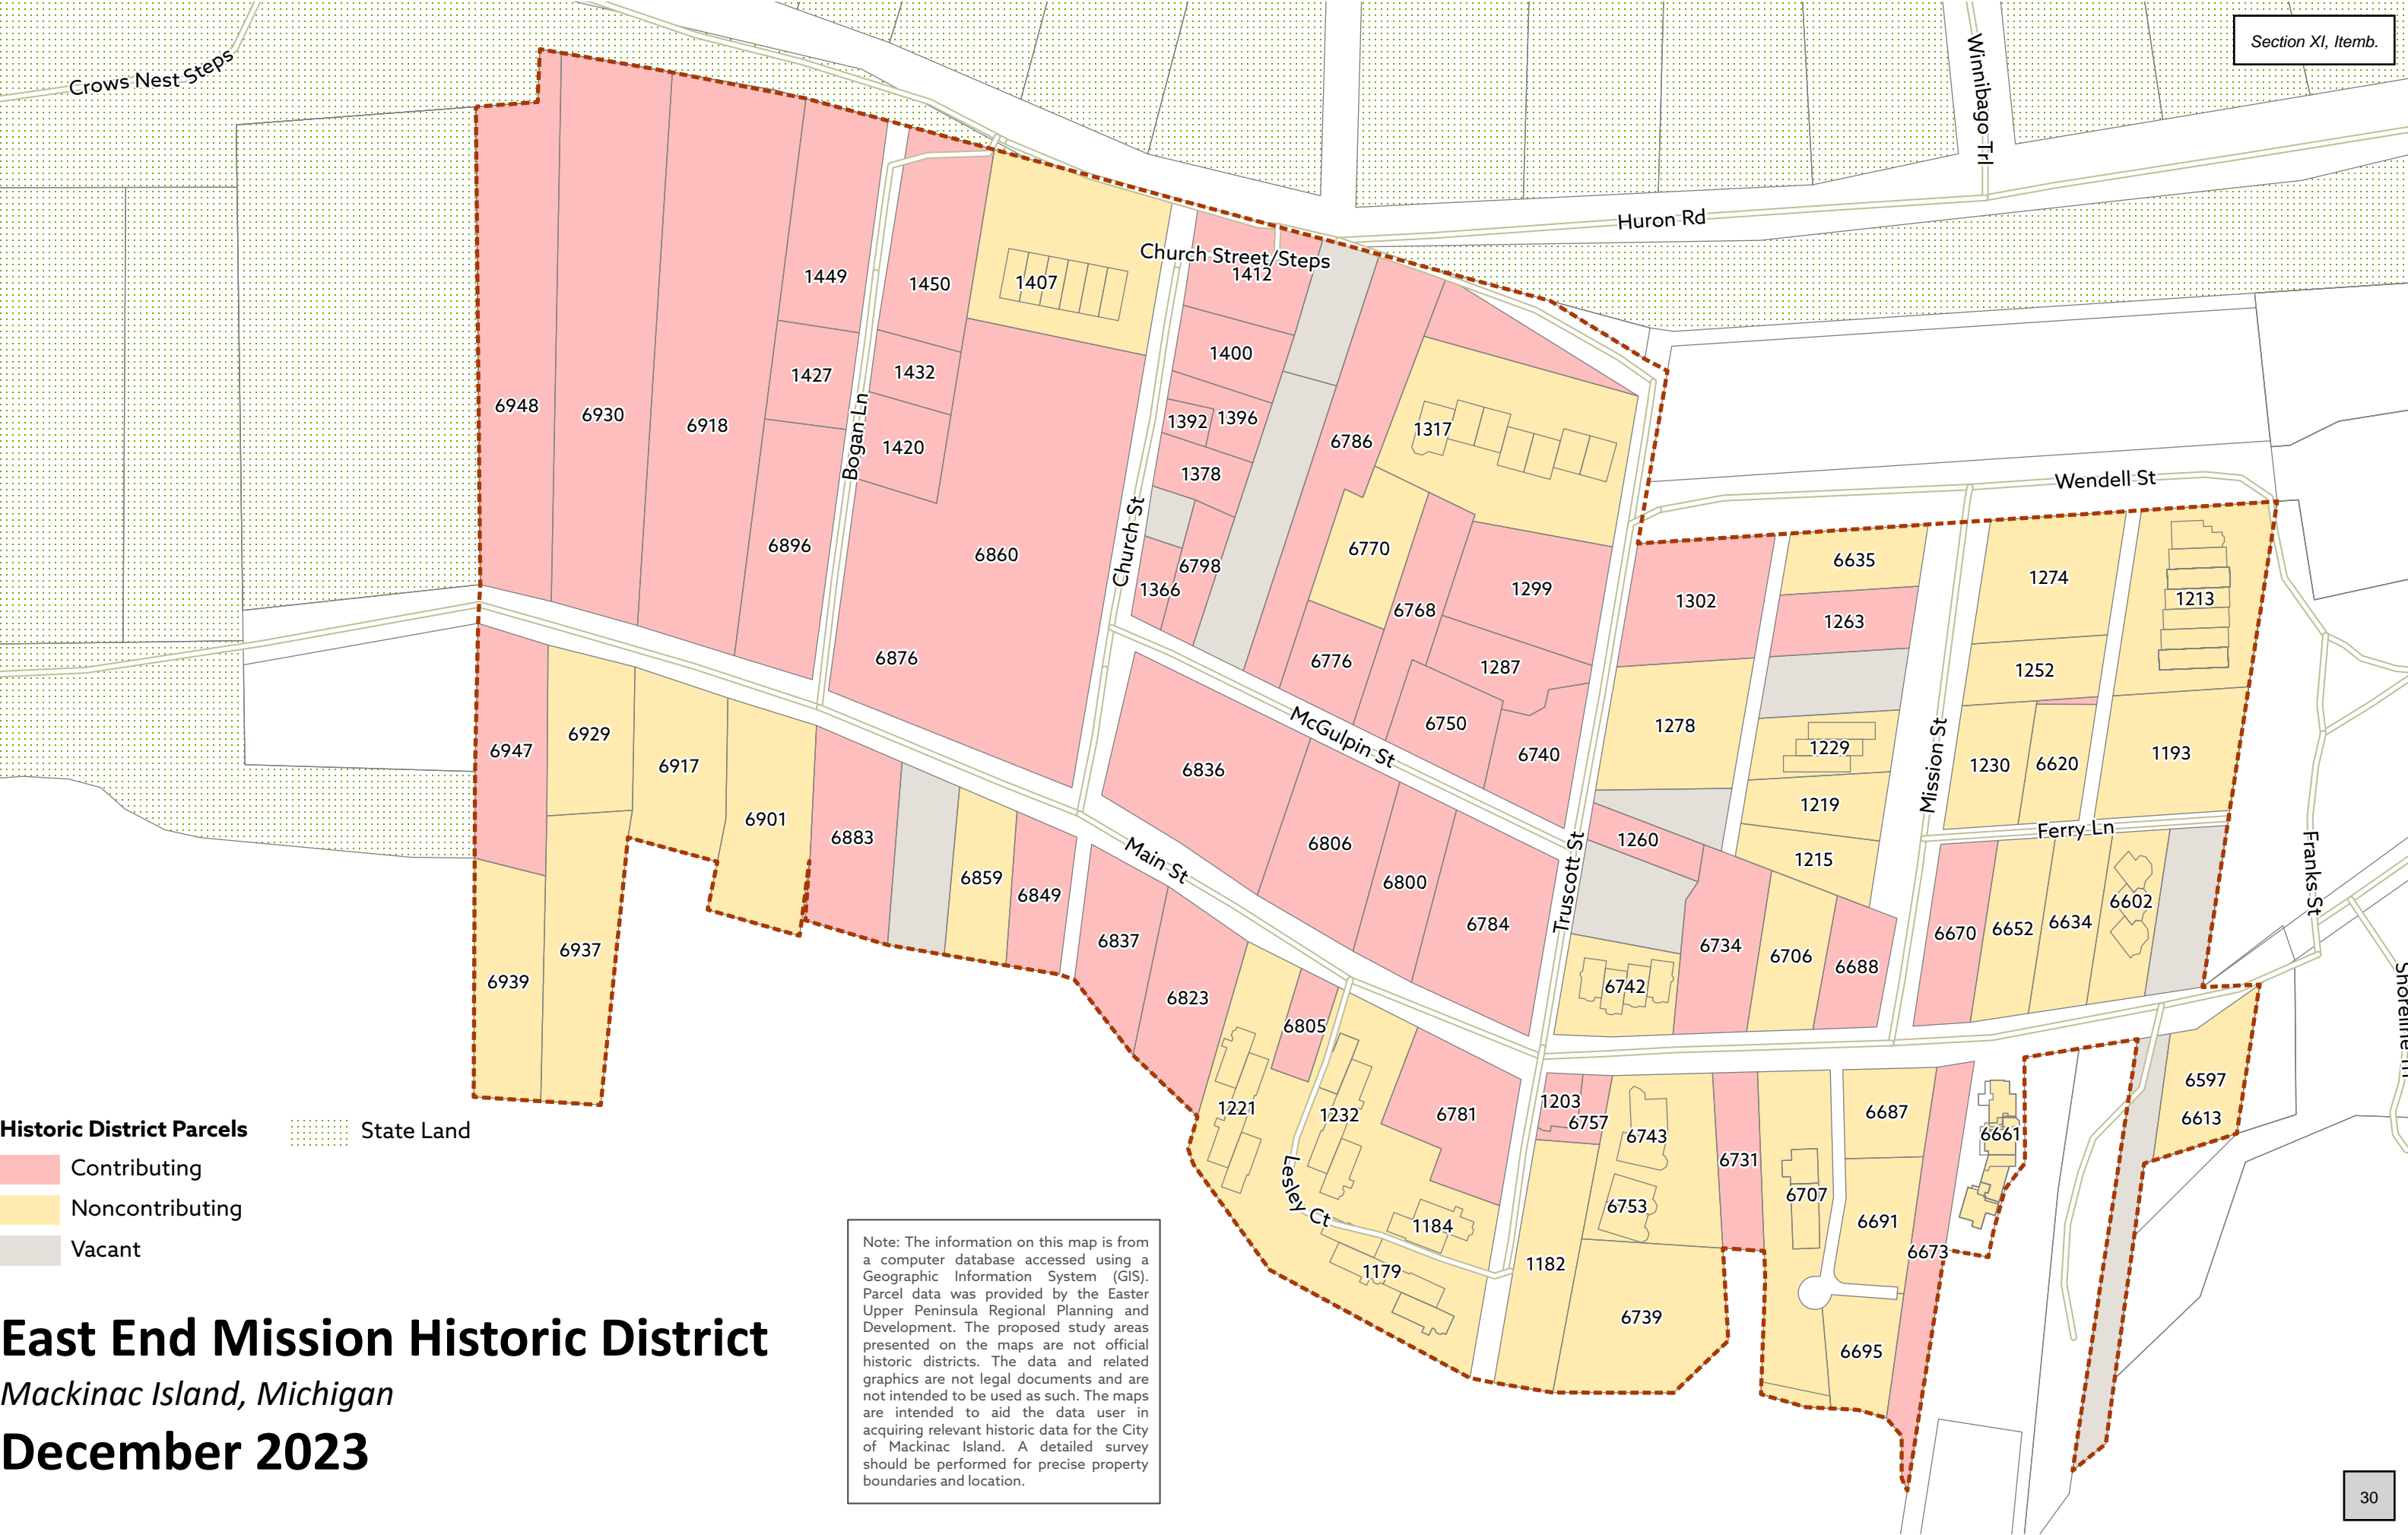 Section XI, Itemb.
Crows Nest Steps
Winnibago Trl
Huron Rd
Church Street/Steps
1412
1449
1450
1407
1400
1427
1432
1392
1396
6948
6930
6918
1420
Bogan Ln
1378
6786
1317
Wendell St
6896
6860
Church St
6798
1366
6770
6768
1299
1302
6635
1263
1274
1213
6876
6776
1287
1252
6947
6929
6917
6901
6836
McGulpin St
6750
6740
1278
1229
Mission St
1230
6620
1193
6883
6859
6849
Main St
6806
6800
6784
Truscott St
1260
1219
1215
Ferry Ln
Franks St
6939
6937
6837
6823
6805
6742
6734
6706
6688
6670
6652
6634
6602
1221
1232
6781
1203
6757
6743
6731
6687
6661
6597
6613
Lesley Ct
1184
1179
1182
6753
6739
6707
6691
6673
6695
Historic District Parcels
State Land
Contributing
Noncontributing
Vacant
East End Mission Historic District
Mackinac Island, Michigan
December 2023
Note: The information on this map is from
a computer database accessed using a
Geographic Information System (GIS).
Parcel data was provided by the Easter
Upper Peninsula Regional Planning and
Development. The proposed study areas
presented on the maps are not official
historic districts. The data and related
graphics are not legal documents and are
not intended to be used as such. The maps
are intended to aid the data user in
acquiring relevant historic data for the City
of Mackinac Island. A detailed survey
should be performed for precise property
boundaries and location.
30